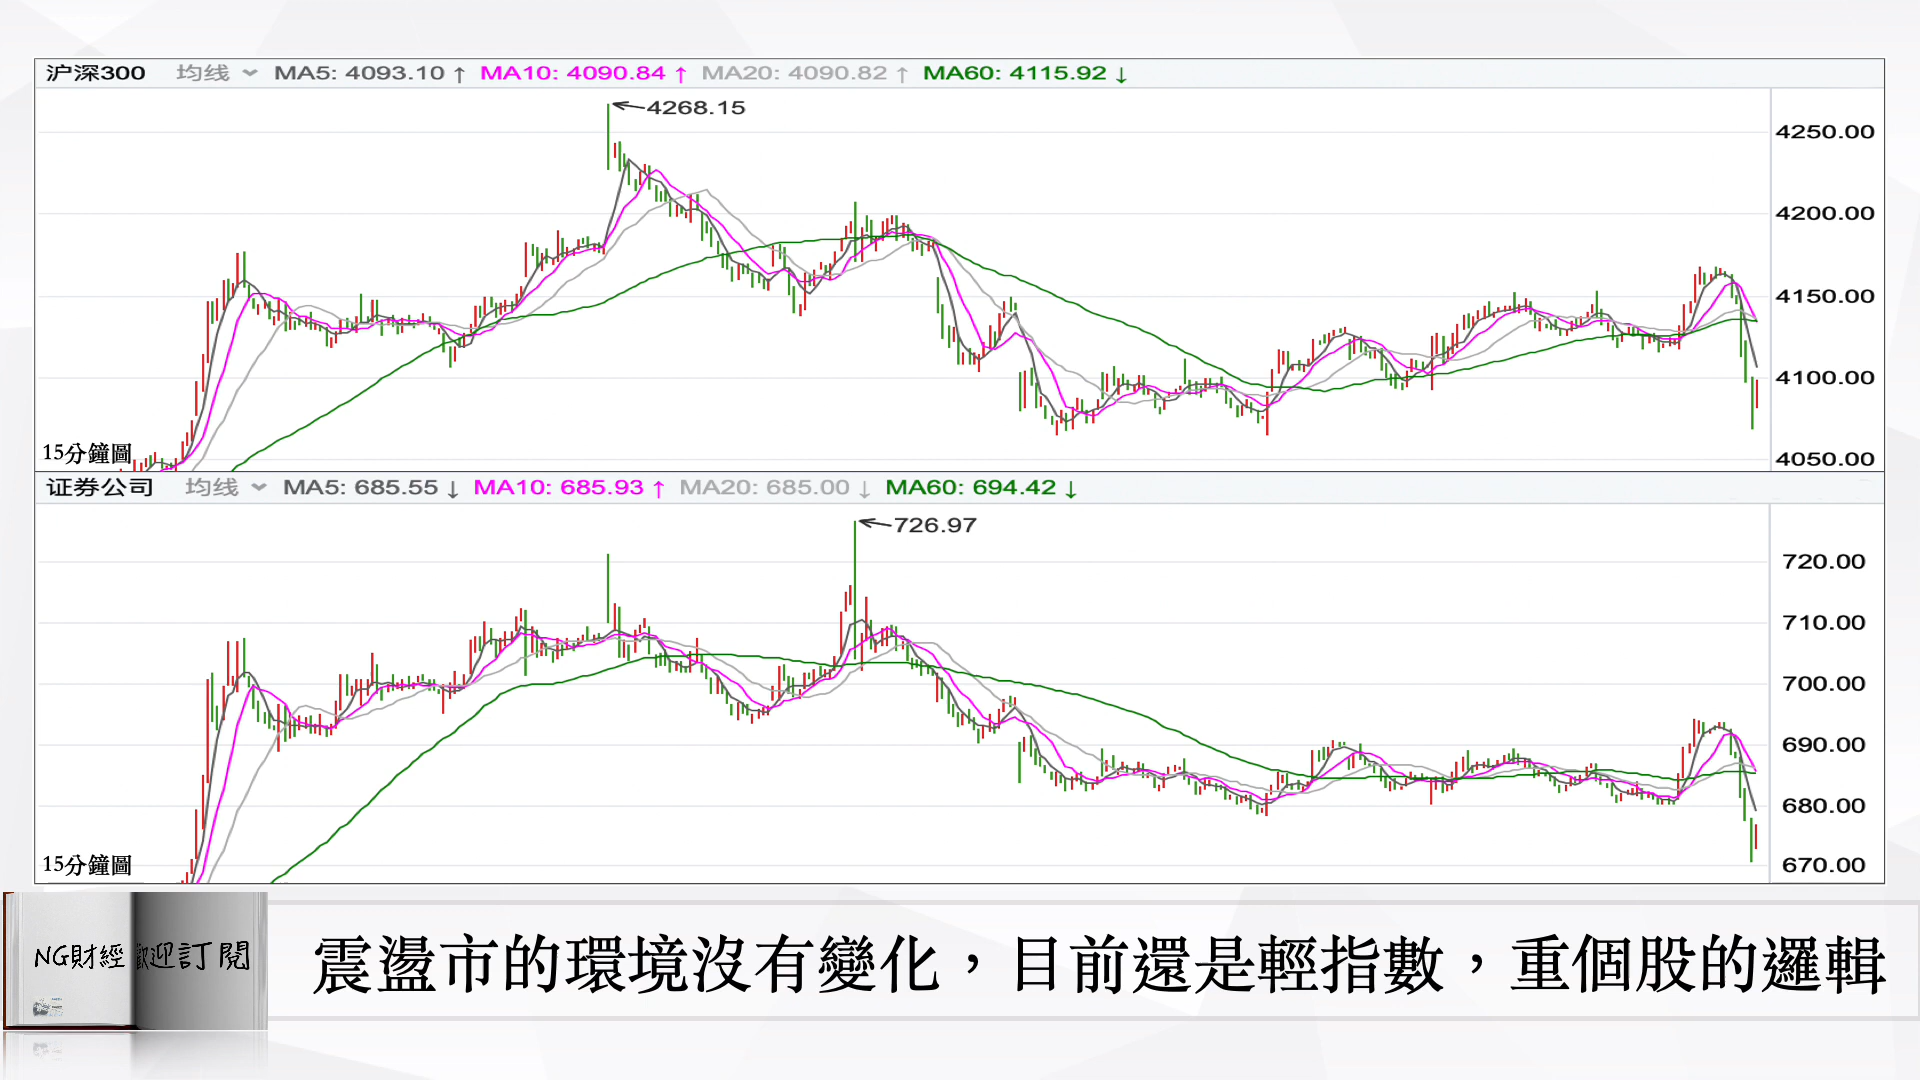 沪深300 均线 MA5: 4093.10 ↑ MA10: 4090.84 ↑ MA20: 4090.82 ↑ MA60: 4115.92 ↓
4268.15
4250.00
4200.00
4150.00
4100.00
4050.00
15分鐘圖
证券公司 均线 MA5: 685.55 ↓ MA10: 685.93 ↑ MA20: 685.00 ↓ MA60: 694.42 ↓
726.97
720.00
710.00
700.00
690.00
680.00
670.00
15分鐘圖
NG財經 歡迎訂閱
震盪市的環境沒有變化，目前還是輕指數，重個股的邏輯